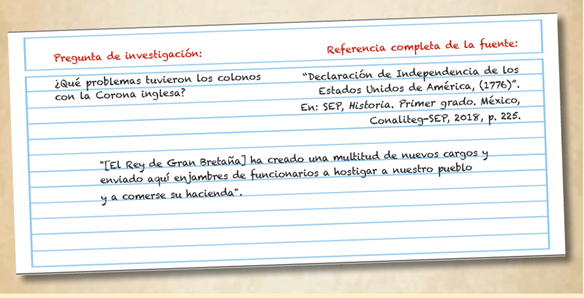 Pregunta de investigación:
¿Qué problemas tuvieron los colonos
con la Corona inglesa?
Referencia completa de la fuente:
"Declaración de Independencia de los
Estados Unidos de América, (1776)".
En: SEP, Historia. Primer grado. México,
Conaliteg-SEP, 2018, p. 225.
"[El Rey de Gran Bretaña] ha creado una multitud de nuevos cargos y
enviado aquí enjambres de funcionarios a hostigar a nuestro pueblo
y a comerse su hacienda".